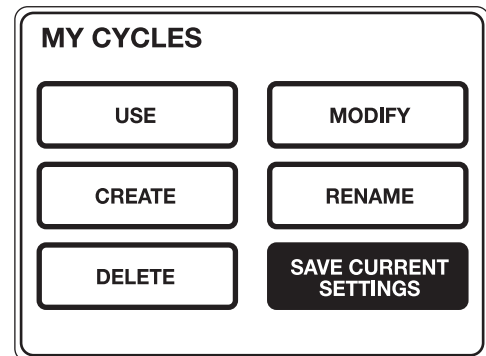 MY CYCLES
USE
MODIFY
CREATE
RENAME
DELETE
SAVE CURRENT
SETTINGS